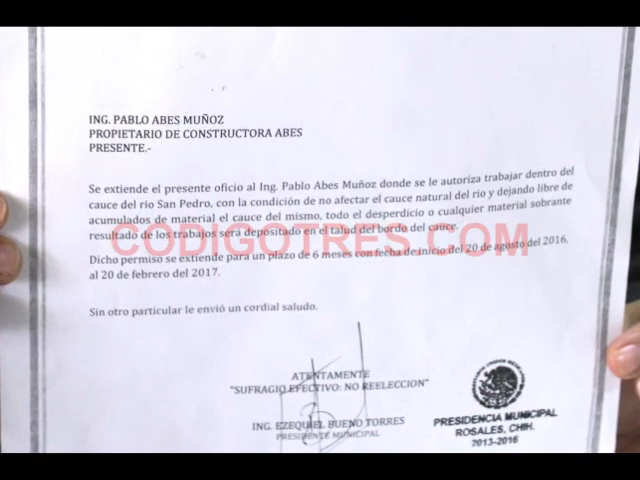 ING. PABLO ABES MUÑOZ
PROPIETARIO DE CONSTRUCTORA ABES
PRESENTE.-
Se extiende el presente oficio al Ing. Pablo Abes Muñoz donde se le autoriza trabajar dentro del
cauce del rio San Pedro, con la condición de no afectar el cauce natural del rio y dejando libre de
acumulados de material el cauce del mismo, todo el desperdicio o cualquier material sobrante
resultado de los trabajos será depositado en el talud del bordo del cauce.
CODIGOTRES.COM
Dicho permiso se extiende para un plazo de 6 meses con fecha de inicio del 20 de agosto del 2016,
al 20 de febrero del 2017.
Sin otro particular le envió un cordial saludo.
ATENTAMENTE
"SUFRAGIO EFECTIVO: NO REELECCION"
ING. EZEQUIEL BUENO TORRES
PRESIDENTE MUNICIPAL
PRESIDENCIA MUNICIPAL
ROSALES, CHIH.
2013-2016